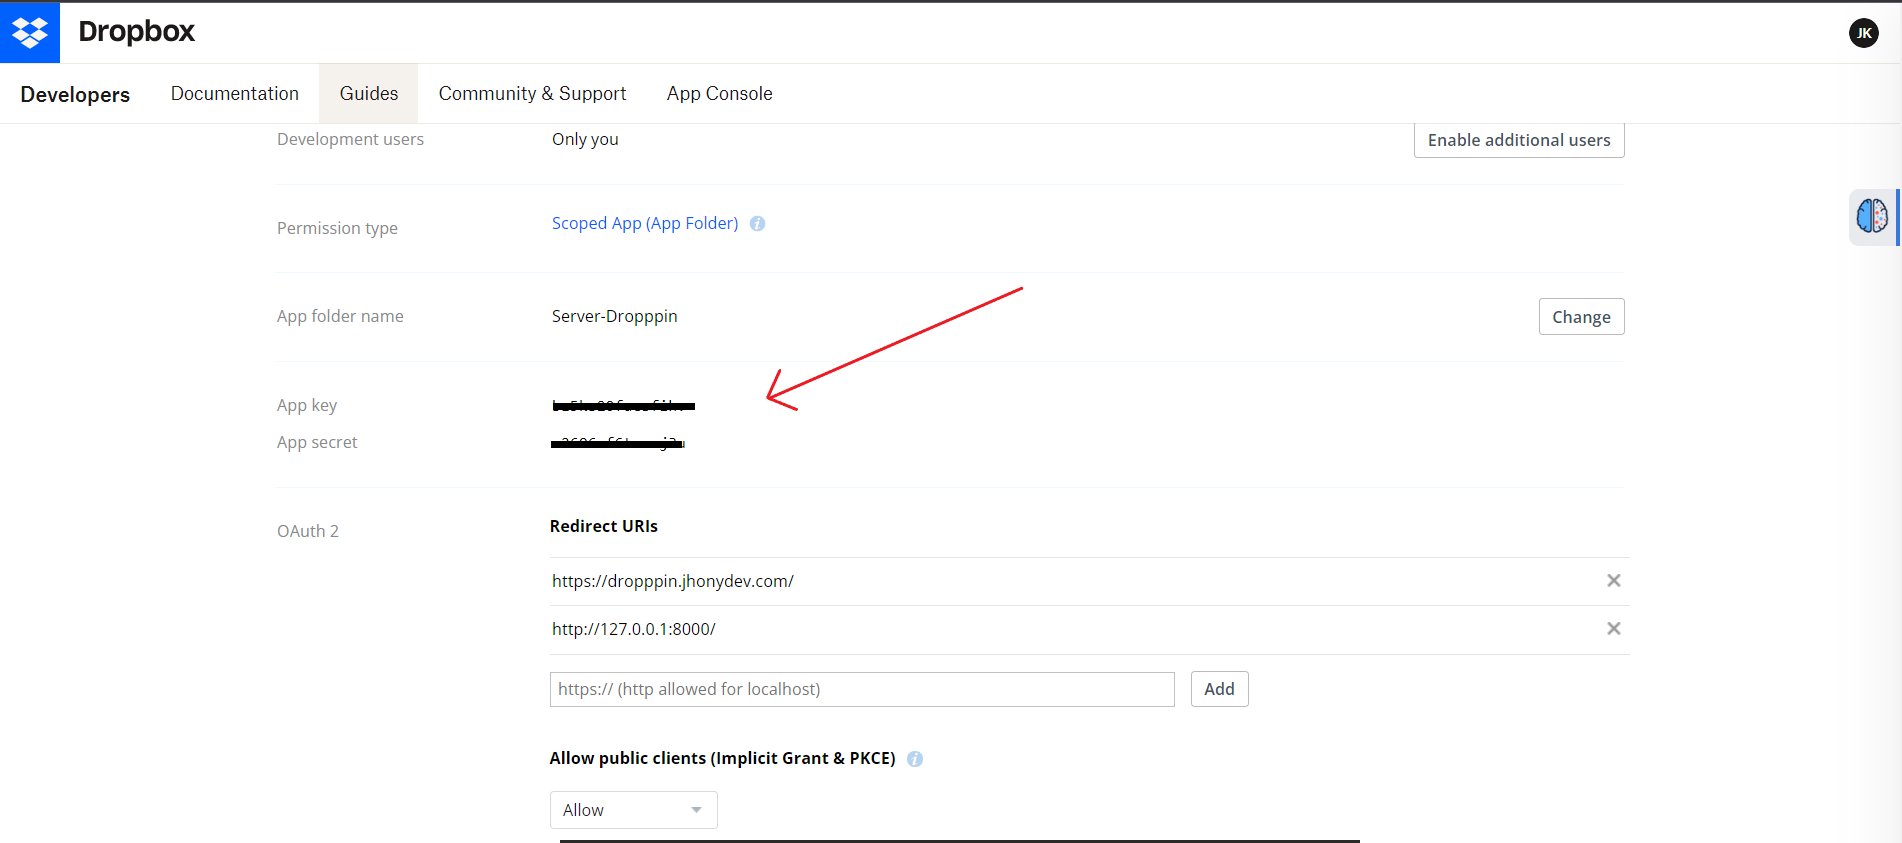 Dropbox
JK
Developers Documentation Guides Community & Support App Console
Development users Only you Enable additional users
Permission type Scoped App (App Folder) i
App folder name Server-Dropppin Change
App key
App secret
OAuth 2 Redirect URIs
https://dropppin.jhonydev.com/
http://127.0.0.1:8000/
https:// (http allowed for localhost) Add
Allow public clients (Implicit Grant & PKCE) i
Allow